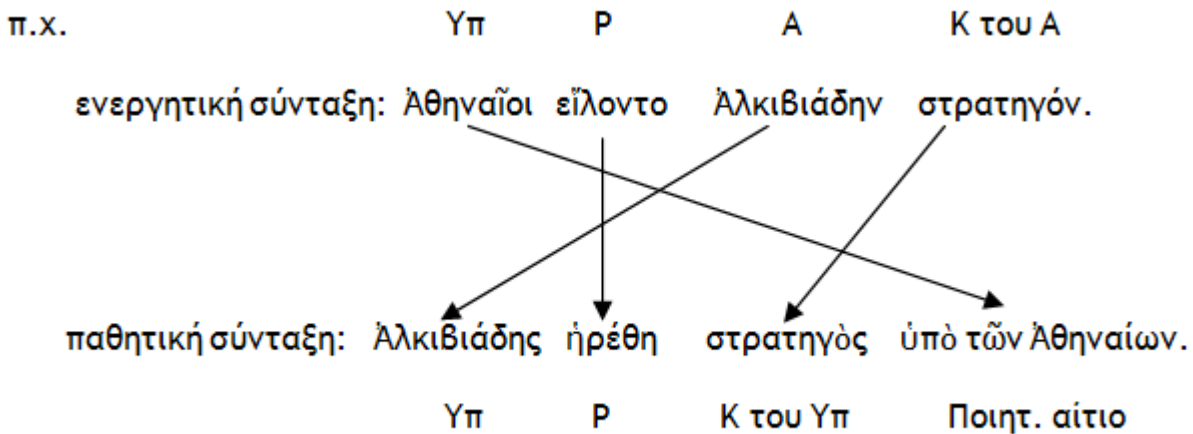 π.χ. Υπ Ρ Α Κ του Α
ενεργητική σύνταξη: Ἀθηναῖοι εἵλοντο Ἀλκιβιάδην στρατηγόν.
παθητική σύνταξη: Ἀλκιβιάδης ᾑρέθη στρατηγὸς ὑπὸ τῶν Ἀθηναίων.
Υπ Ρ Κ του Υπ Ποιητ. αίτιο